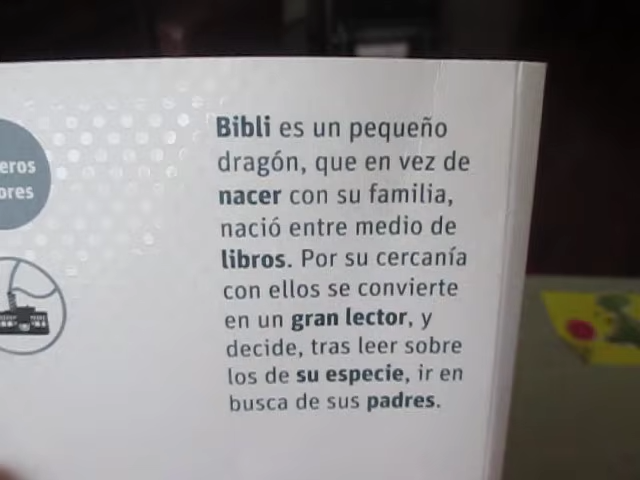 Bibli es un pequeño
dragón, que en vez de
nacer con su familia,
nació entre medio de
libros. Por su cercanía
con ellos se convierte
en un gran lector, y
decide, tras leer sobre
los de su especie, ir en
busca de sus padres.